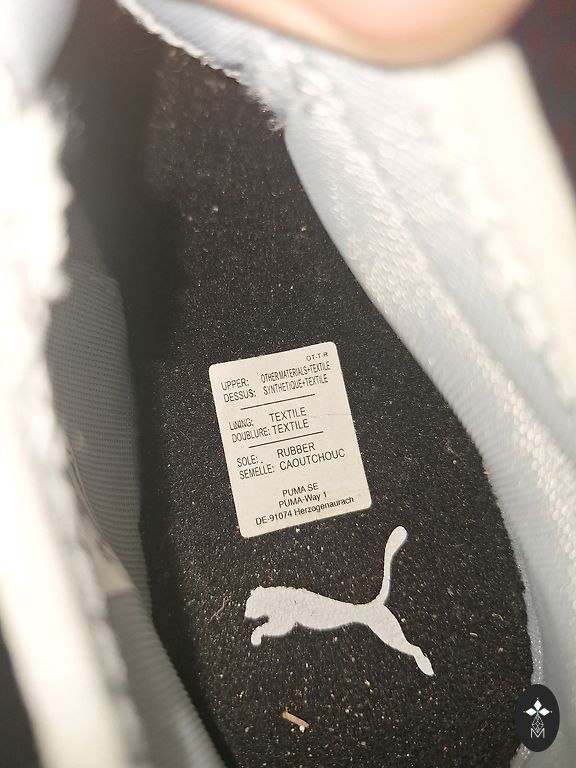 OT-T-R
UPPER: OTHER MATERIALS+TEXTILE
DESSUS: SYNTHETIQUE+TEXTILE
LINING: TEXTILE
DOUBLURE: TEXTILE
SOLE: RUBBER
SEMELLE: CAOUTCHOUC
PUMA SE
PUMA-Way 1
DE-91074 Herzogenaurach
M